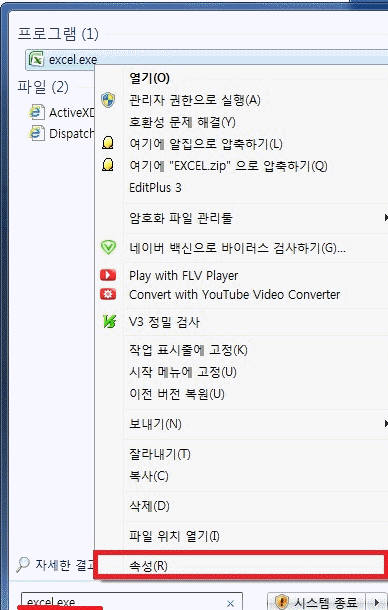 프로그램 (1)
excel.exe
파일 (2)
ActiveXD
Dispatch
열기(O)
관리자 권한으로 실행(A)
호환성 문제 해결(Y)
여기에 알집으로 압축하기(L)
여기에 "EXCEL.zip" 으로 압축하기(Q)
EditPlus 3
암호화 파일 관리툴
네이버 백신으로 바이러스 검사하기(G)...
Play with FLV Player
Convert with YouTube Video Converter
V3 정밀 검사
작업 표시줄에 고정(K)
시작 메뉴에 고정(U)
이전 버전 복원(U)
보내기(N)
잘라내기(T)
복사(C)
삭제(D)
파일 위치 열기(I)
자세한 결과
속성(R)
excel.exe
시스템 종료